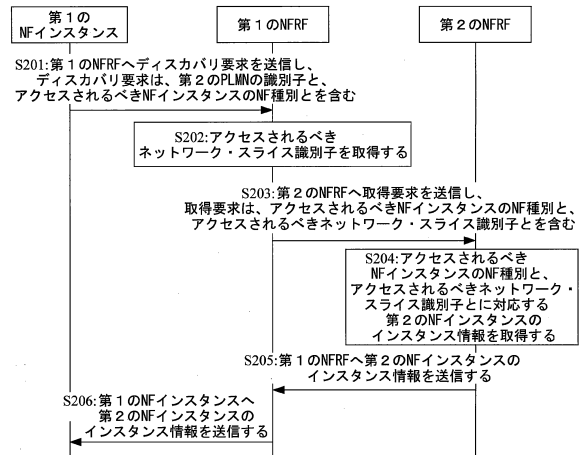 第１の
NFインスタンス
第１のNFRF
第２のNFRF
S201:第１のNFRFへディスカバリ要求を送信し、
ディスカバリ要求は、第２のPLMNの識別子と、
アクセスされるべきNFインスタンスのNF種別とを含む
S202:アクセスされるべき
ネットワーク・スライス識別子を取得する
S203:第２のNFRFへ取得要求を送信し、
取得要求は、アクセスされるべきNFインスタンスのNF種別と、
アクセスされるべきネットワーク・スライス識別子とを含む
S204:アクセスされるべき
NFインスタンスのNF種別と、
アクセスされるべきネットワーク・
スライス識別子とに対応する
第２のNFインスタンスの
インスタンス情報を取得する
S205:第１のNFRFへ第２のNFインスタンスの
インスタンス情報を送信する
S206:第１のNFインスタンスへ
第２のNFインスタンスの
インスタンス情報を送信する